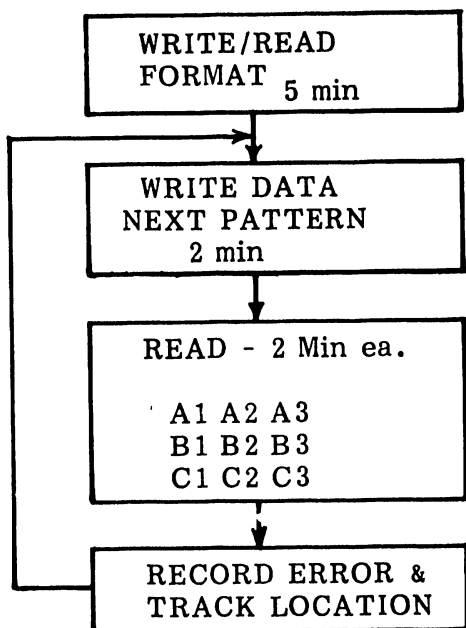 WRITE/READ
FORMAT 5 min
WRITE DATA
NEXT PATTERN
2 min
READ - 2 Min ea.
A1 A2 A3
B1 B2 B3
C1 C2 C3
RECORD ERROR &
TRACK LOCATION